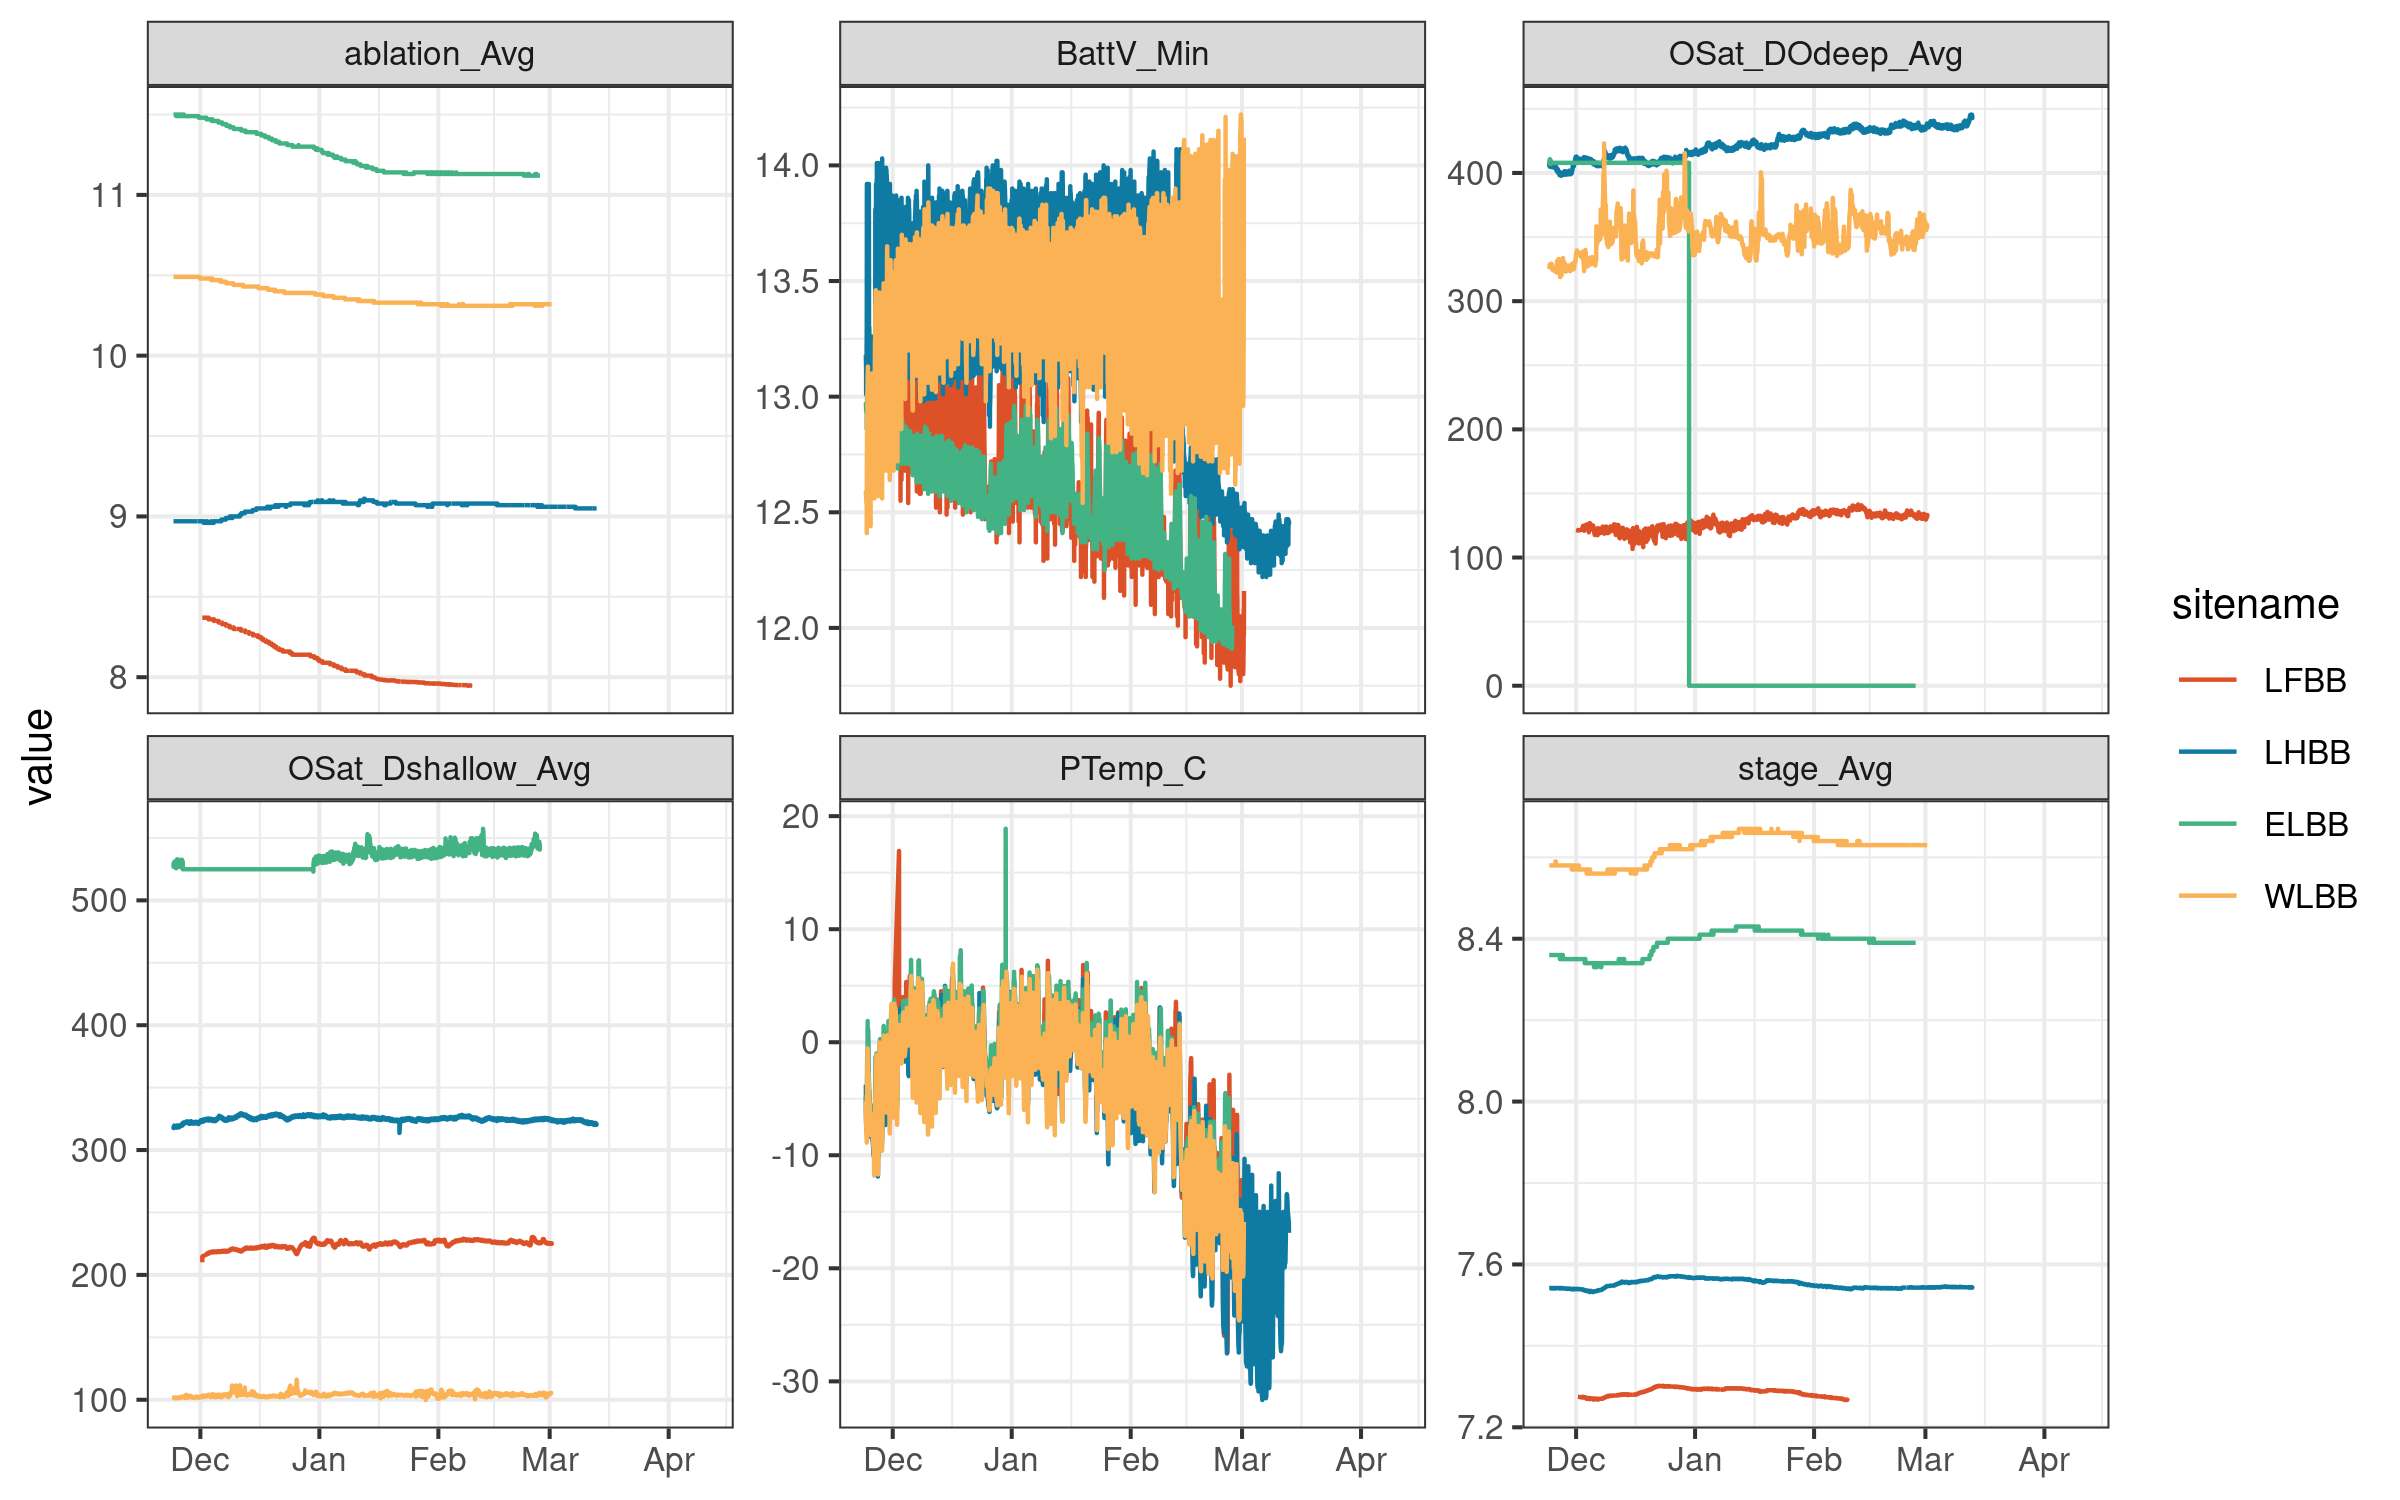 ablation_Avg
BattV_Min
OSat_DOdeep_Avg
11
10
9
8
14.0
13.5
13.0
12.5
12.0
400
300
200
100
0
value
OSat_Dshallow_Avg
PTemp_C
stage_Avg
500
400
300
200
100
20
10
0
-10
-20
-30
8.4
8.0
7.6
7.2
Dec Jan Feb Mar Apr
Dec Jan Feb Mar Apr
Dec Jan Feb Mar Apr
sitename
LFBB
LHBB
ELBB
WLBB